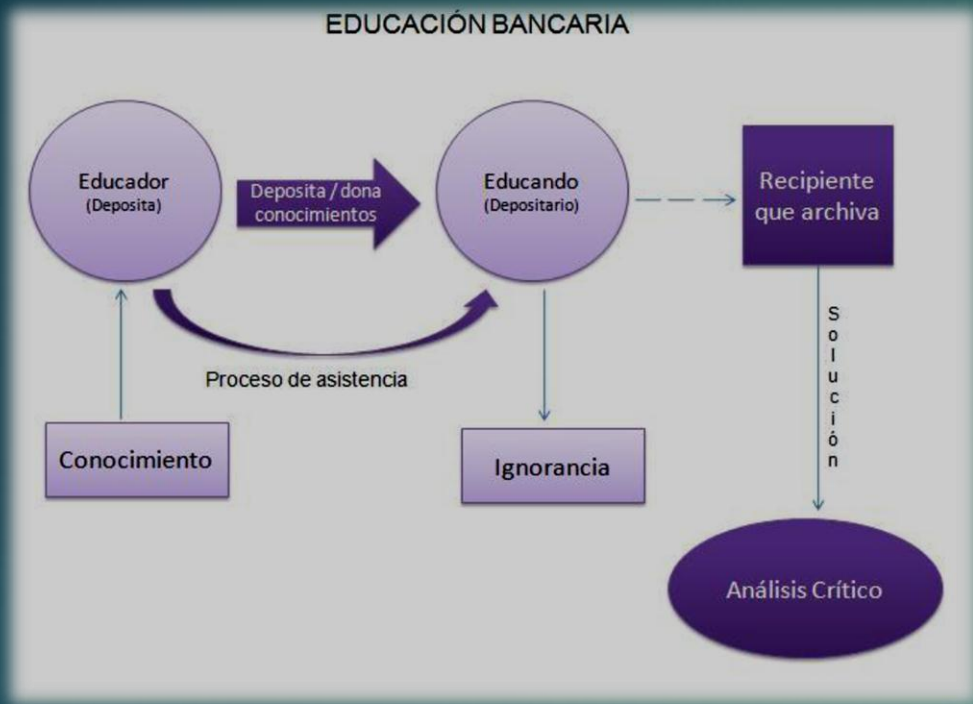 EDUCACIÓN BANCARIA
Educador
(Deposita)
Deposita / dona
conocimientos
Educando
(Depositario)
Recipiente
que archiva
Proceso de asistencia
Solución
Conocimiento
Ignorancia
Análisis Crítico